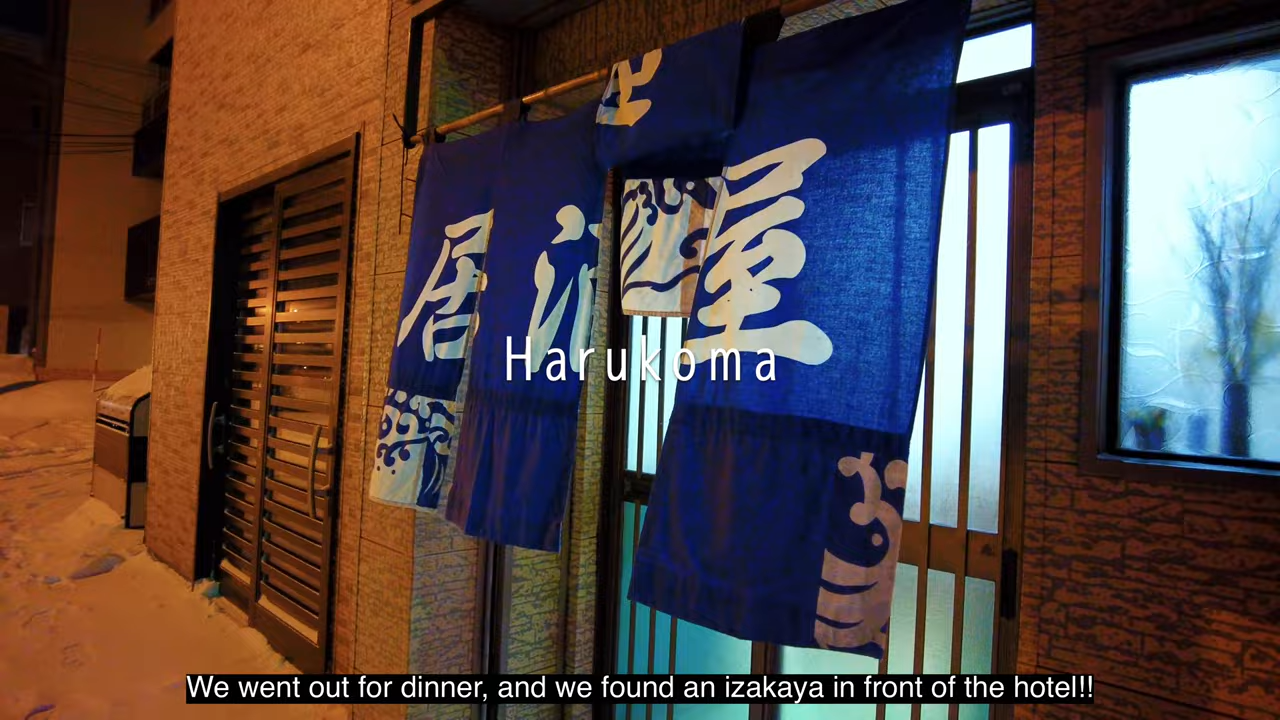 居酒屋
Harukoma
We went out for dinner, and we found an izakaya in front of the hotel!!